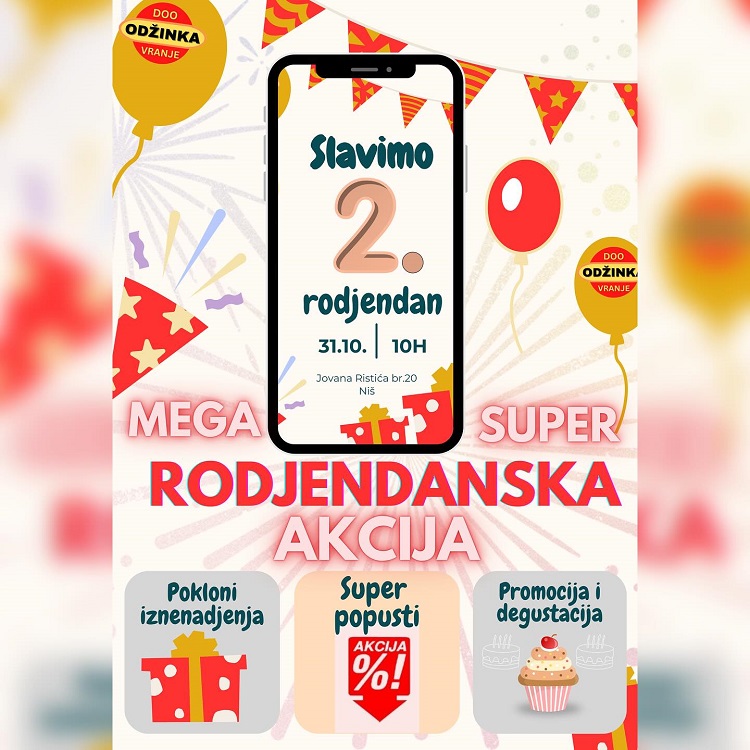 DOO
ODŽINKA
VRANJE
Slavimo
2.
rodjendan
31.10. | 10H
Jovana Ristića br.20
Niš
DOO
ODŽINKA
VRANJE
MEGA SUPER
RODJENDANSKA
AKCIJA
Pokloni
iznenadjenja
Super
popusti
AKCIJA
%!
Promocija i
degustacija